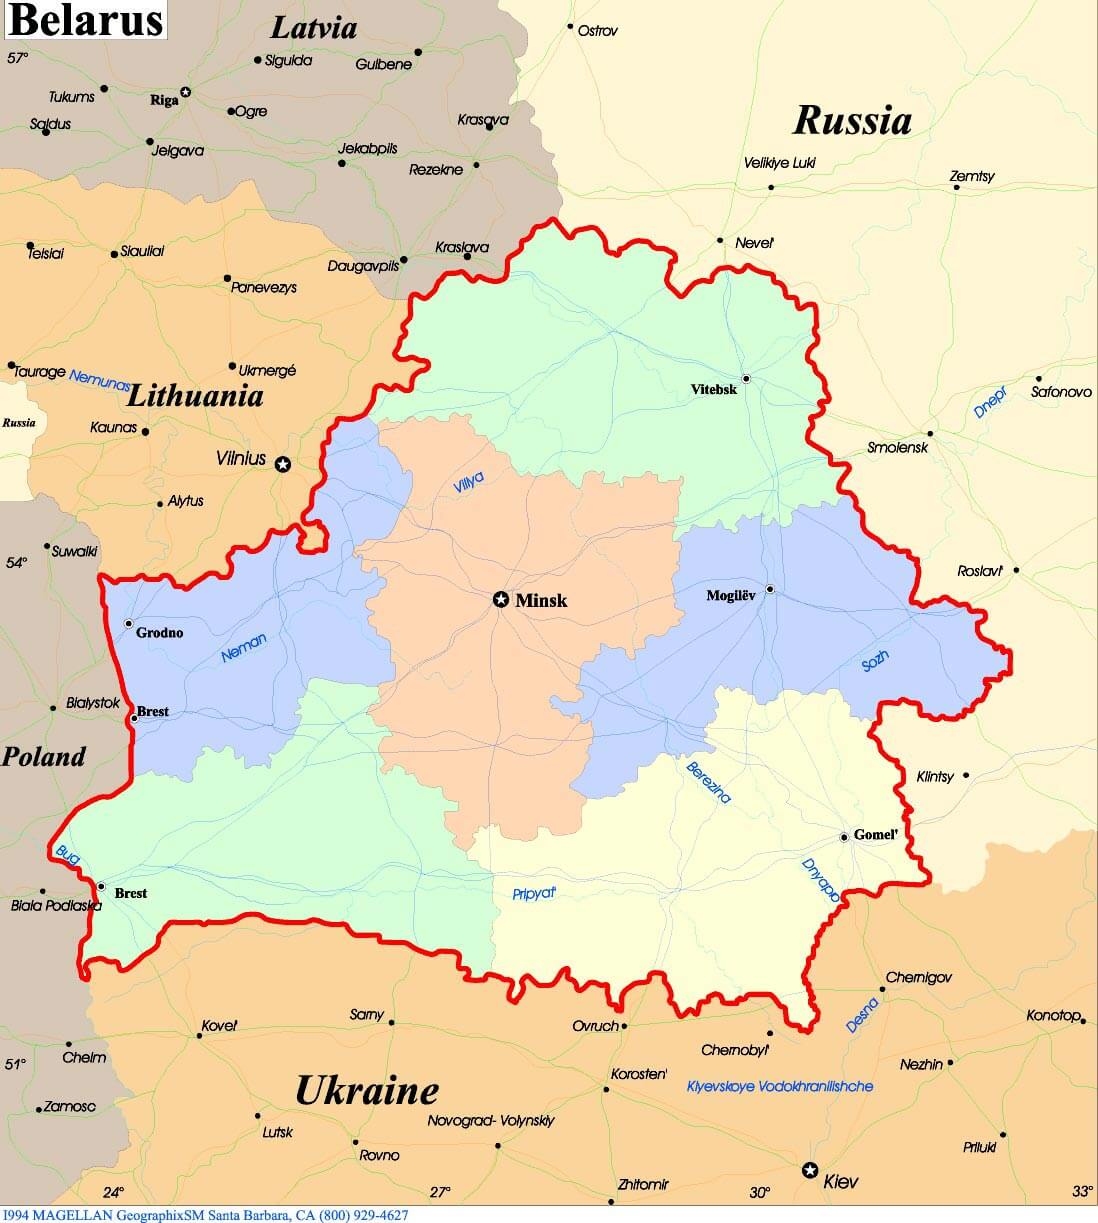 Belarus
Latvia
Ostrov
57°
Sigulda
Gulbene
Tukums
Riga
Ogre
Saldus
Krasava
Russia
Jelgava
Jekabpils
Rezekne
Velikiye Luki
Zemtsy
Telsiai
Siauliai
Kraslava
Nevel'
Daugavpils
Panevezys
Taurage
Nemunas
Ukmergé
Lithuania
Vitebsk
Dnepr
Safonovo
Russia
Kaunas
Smolensk
Vilnius
Villya
Alytus
Suwalki
54°
Roslavl'
Minsk
Mogilëv
Grodno
Neman
Sozh
Bialystok
Brest
Poland
Klintsy
Berezina
Gomel'
Bug
Dnyapro
Brest
Pripyat'
Biala Podlaska
Chernigov
Desna
Kovel'
Sarny
Ovruch
Konotop
Chernobyl'
Chelm
51°
Nezhin
Korosten'
Kiyevskoye Vodokhranilishche
Ukraine
Zamosc
Novograd- Volynskiy
Lutsk
Rovno
Priluki
Zhitomir
Kiev
24°
27°
30°
33°
1994 MAGELLAN GeographixSM Santa Barbara, CA (800) 929-4627